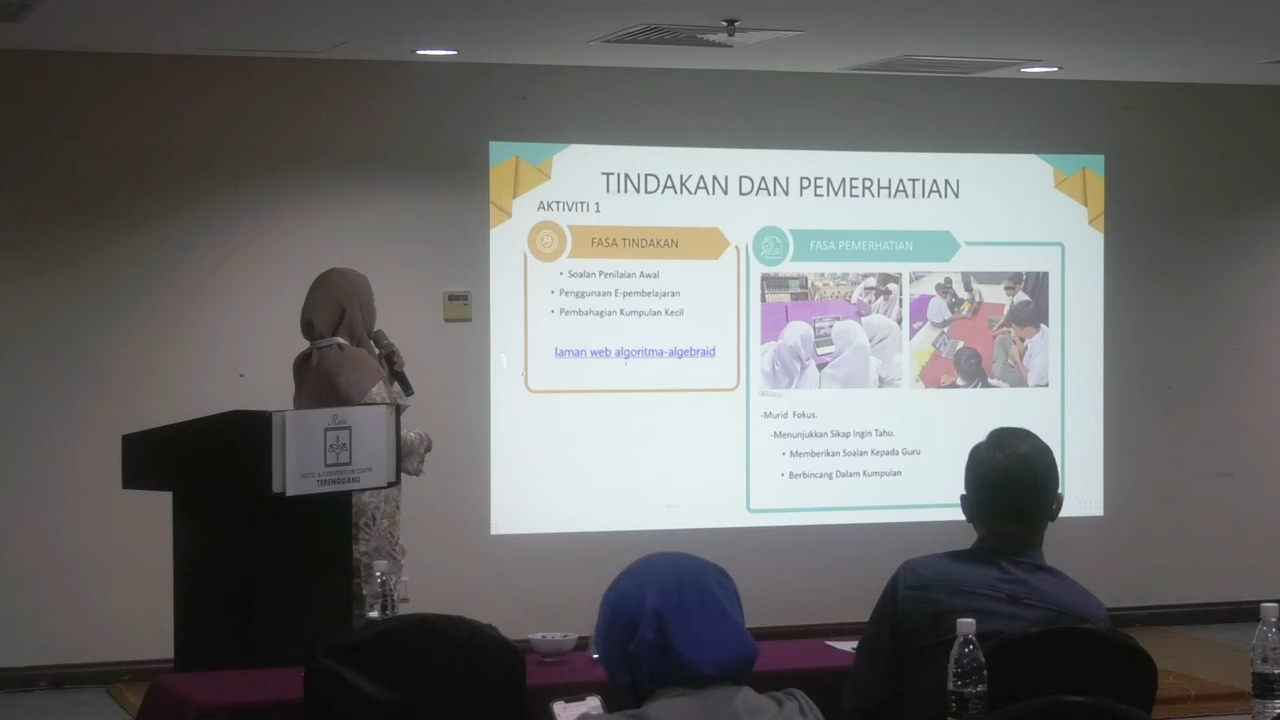 TINDAKAN DAN PEMERHATIAN
AKTIVITI 1
FASA TINDAKAN
• Soalan Penilaian Awal
• Penggunaan E-pembelajaran
• Pembahagian Kumpulan Kecil
laman web algoritma-algebraid
FASA PEMERHATIAN
-Murid Fokus.
-Menunjukkan Sikap Ingin Tahu.
• Memberikan Soalan Kepada Guru
• Berbincang Dalam Kumpulan
HOTEL & CONVENTION CENTRE
TERENGGANU